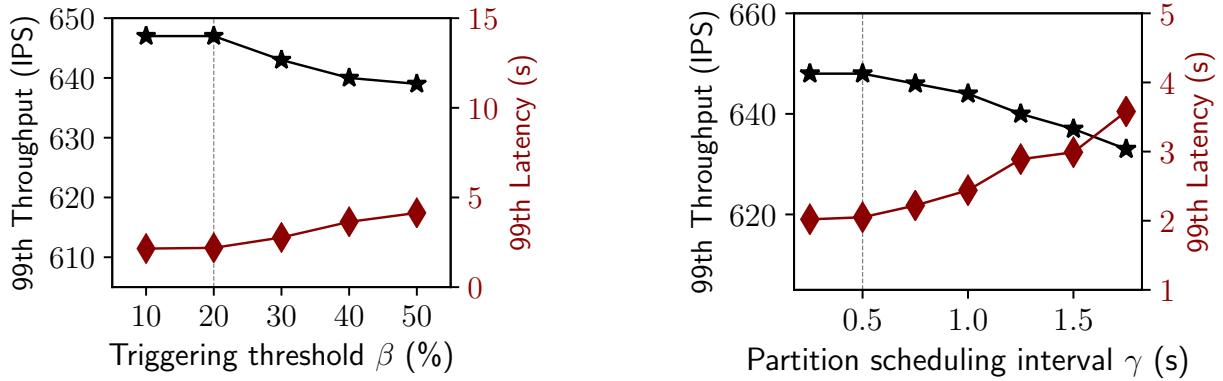 99th Throughput (IPS)
650
640
630
620
610
15
10
5
0
99th Latency (s)
10 20 30 40 50
Triggering threshold β (%)
99th Throughput (IPS)
660
640
620
5
4
3
2
1
99th Latency (s)
0.5 1.0 1.5
Partition scheduling interval γ (s)